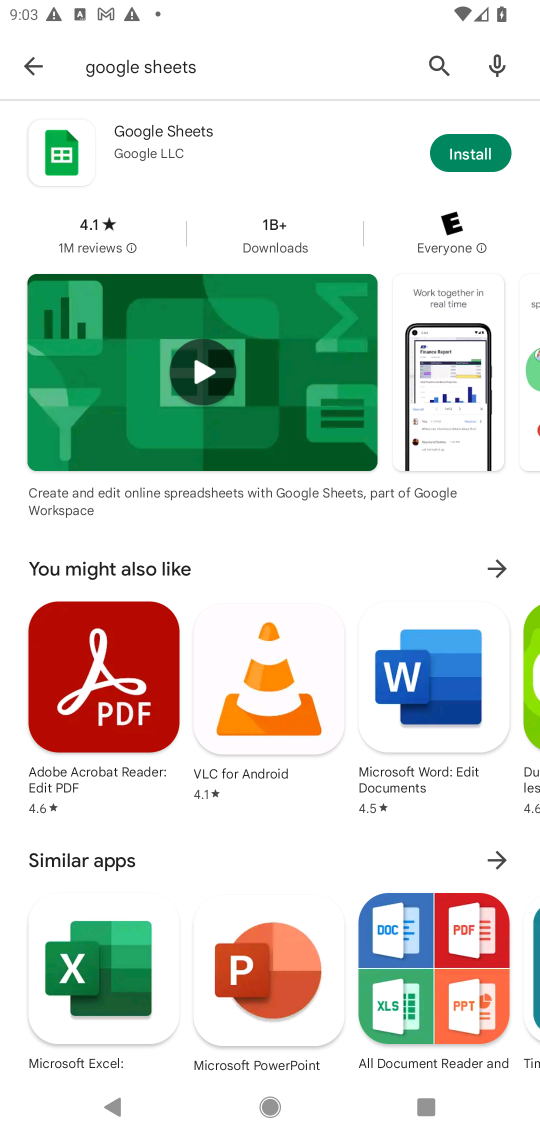 9:03
google sheets
Google Sheets
Google LLC
Install
4.1★
1M reviews
1B+
Downloads
E
Everyone
Work together in
real time
Finance Report
Create and edit online spreadsheets with Google Sheets, part of Google
Workspace
You might also like
PDF
W
Adobe Acrobat Reader:
Edit PDF
4.6★
VLC for Android
4.1★
Microsoft Word: Edit
Documents
4.5★
Du
les
4.6
Similar apps
X
P
DOC
PDF
XLS
PPT
Microsoft Excel:
Microsoft PowerPoint
All Document Reader and
Tim